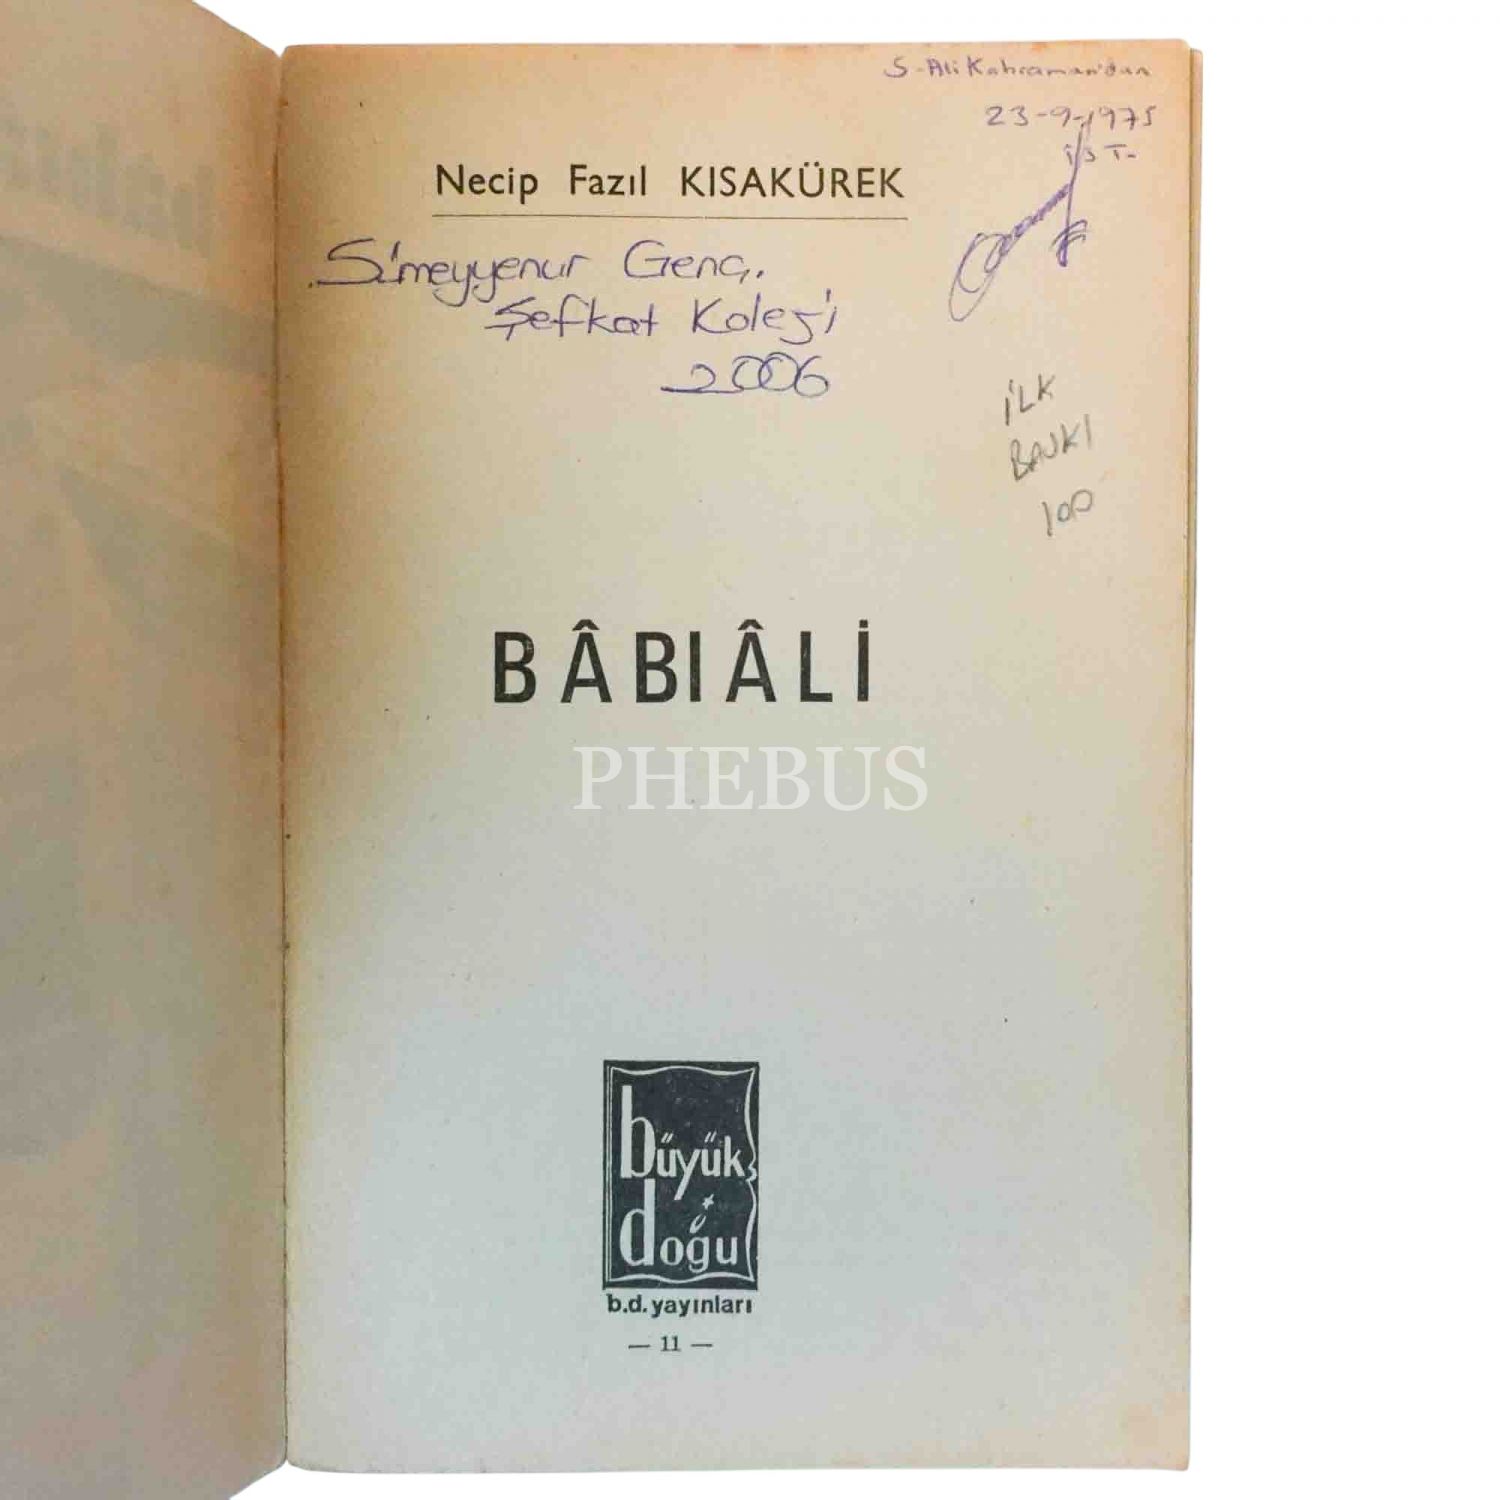 S-Ali Kahraman'dan
23-9-1975
İST-
Necip Fazıl KISAKÜREK
Sümeyyenur Genç,
Şefkat Koleji
2006
İLK
BASKI
100
BÂBIÂLİ
PHEBUS
büyük
doğu
b.d. yayınları
— 11 —